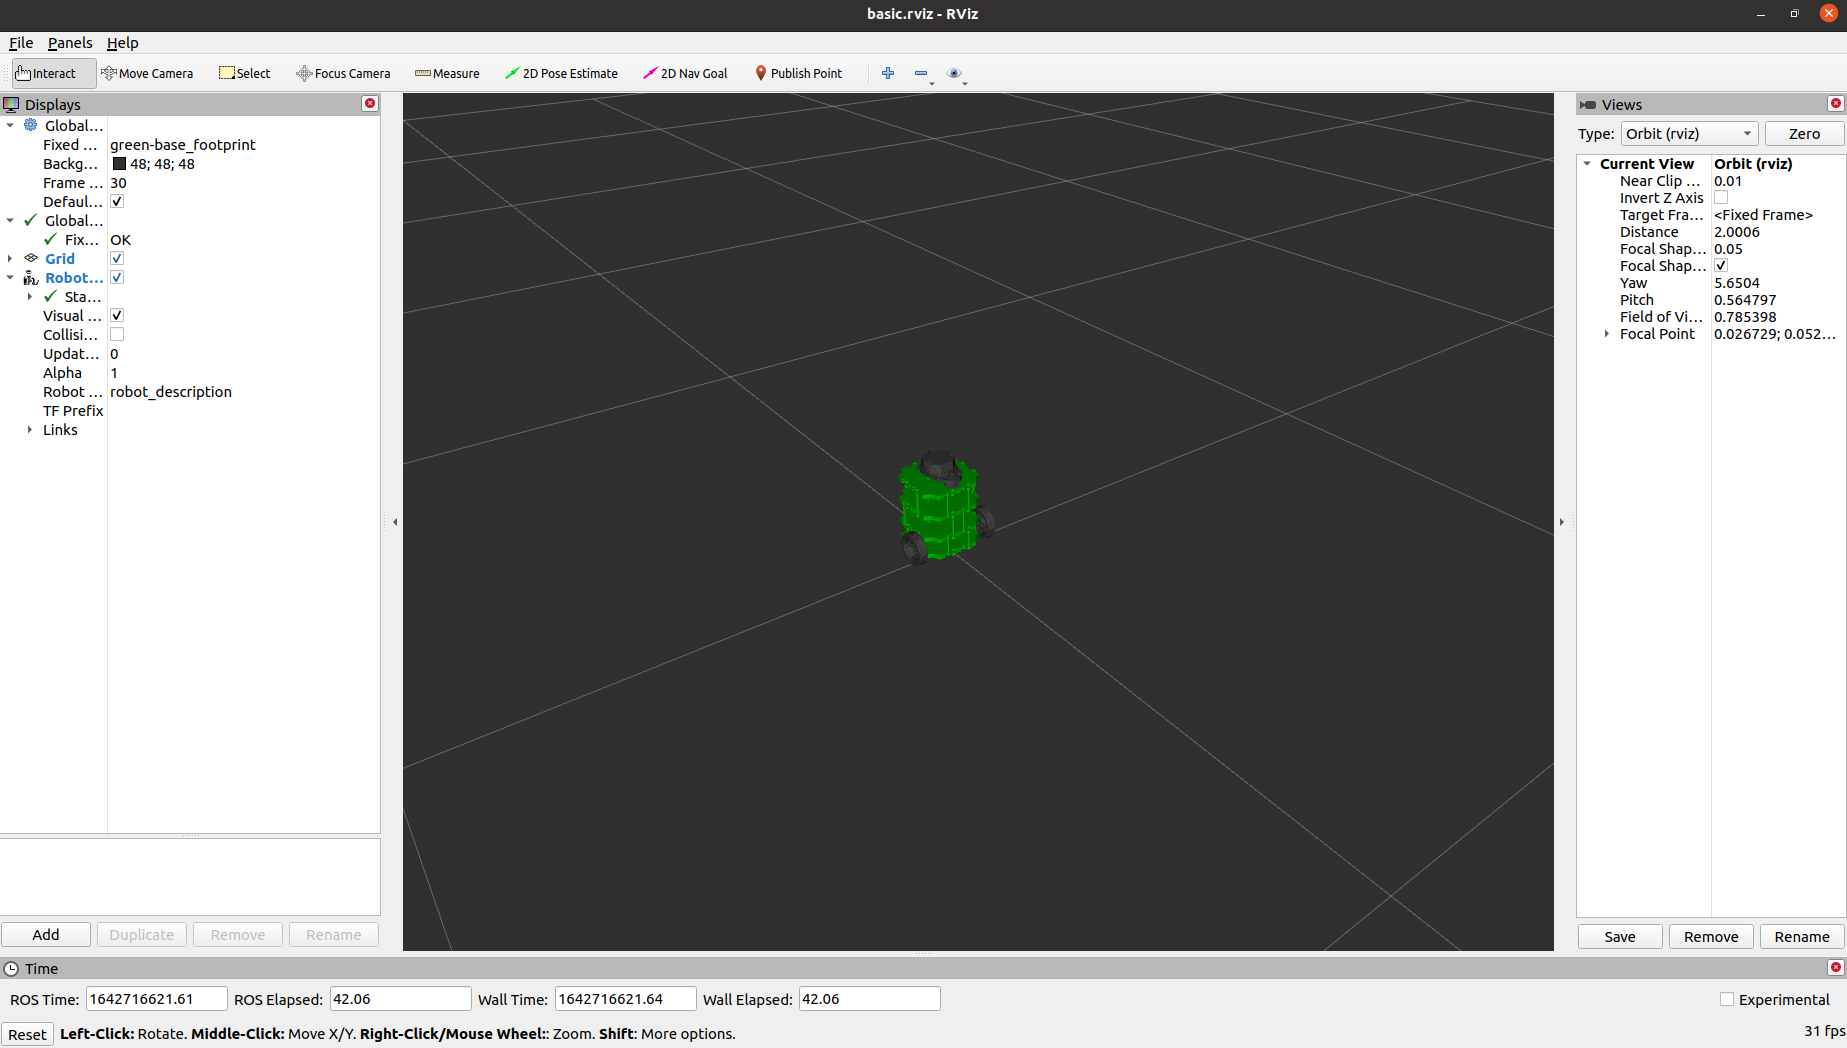 basic.rviz - RViz
File Panels Help
Interact Move Camera Select Focus Camera Measure 2D Pose Estimate 2D Nav Goal Publish Point
Displays
Global...
Fixed ... green-base_footprint
Backg... 48; 48; 48
Frame ... 30
Defaul...
Global...
Fix... OK
Grid
Robot...
Sta...
Visual ...
Collisi...
Updat... 0
Alpha 1
Robot ... robot_description
TF Prefix
Links
Add Duplicate Remove Rename
Views
Type: Orbit (rviz) Zero
Current View Orbit (rviz)
Near Clip ... 0.01
Invert Z Axis
Target Fra... <Fixed Frame>
Distance 2.0006
Focal Shap... 0.05
Focal Shap...
Yaw 5.6504
Pitch 0.564797
Field of Vi... 0.785398
Focal Point 0.026729; 0.052...
Save Remove Rename
Time
ROS Time: 1642716621.61 ROS Elapsed: 42.06 Wall Time: 1642716621.64 Wall Elapsed: 42.06 Experimental
Reset Left-Click: Rotate. Middle-Click: Move X/Y. Right-Click/Mouse Wheel:: Zoom. Shift: More options. 31 fps